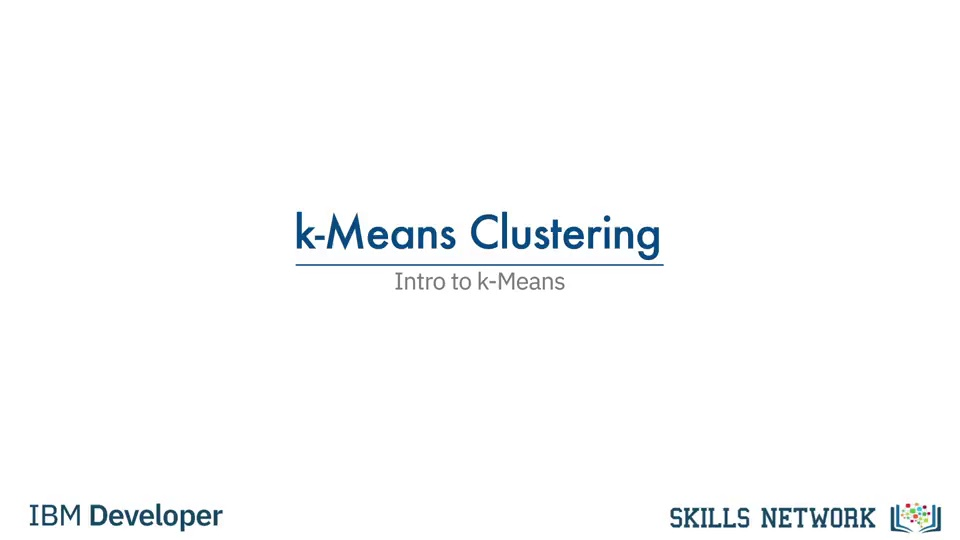 k-Means Clustering
Intro to k-Means
IBM Developer
SKILLS NETWORK